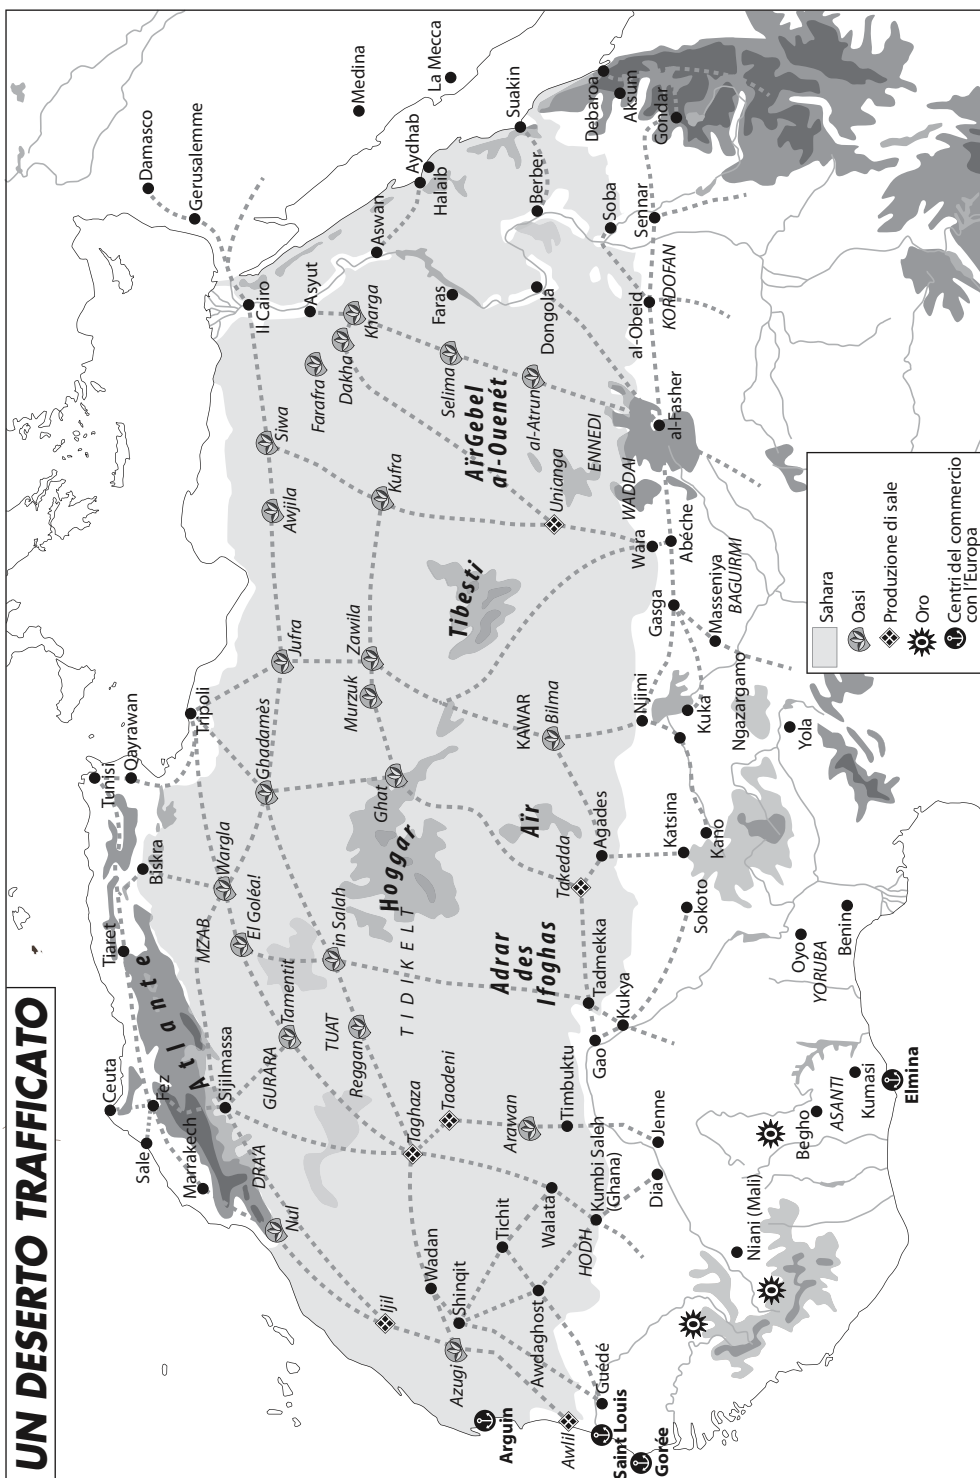 UN DESERTO TRAFFICATO
Ceuta
Sale
Fez
Marrakech
Atlante
Tiaret
Tunisi
Qayrawan
Biskra
Tripoli
Damasco
Gerusalemme
Medina
La Mecca
Il Cairo
Asyut
Aswan
Aydhab
Halaib
Suakin
Debaroa
Aksum
Gondar
Sijilmassa
DRA'A
Nul
GURARA
Tamentit
TUAT
Reggan
MZAB
El Goléa!
Wargla
in Salah
TIDIKELT
Ghadamès
Jufra
Awjila
Siwa
Farafra
Dakha
Kharga
Faras
Selima
Kufra
Zawila
Murzuk
Ghat
Hoggar
Tibesti
AïrGebel
al-Ouenét
al-Atrun
Dongola
Berber
Soba
Sennar
al-Obeid
KORDOFAN
Unianga
ENNEDI
WADDAI
al-Fasher
Wara
Abéche
Gasga
Masseniya
BAGUIRMI
KAWAR
Bilma
Njimi
Kuka
Ngazargamo
Yola
Aïr
Takedda
Agades
Katsina
Kano
Sokoto
Adrar
des
Ifoghas
Tadmekka
Kukya
Gao
Taghaza
Taodeni
Arawan
Timbuktu
Jenne
Dia
Kumbi Saleh
(Ghana)
Walata
HODH
Tichit
Wadan
Shinqit
Ijil
Azugi
Awdaghost
Arguin
Awlil
Guédé
Saint Louis
Gorée
Niani (Mali)
Begho
ASANTI
Kumasi
Elmina
Oyo
YORUBA
Benin
Sahara
Oasi
Produzione di sale
Oro
Centri del commercio
con l'Europa